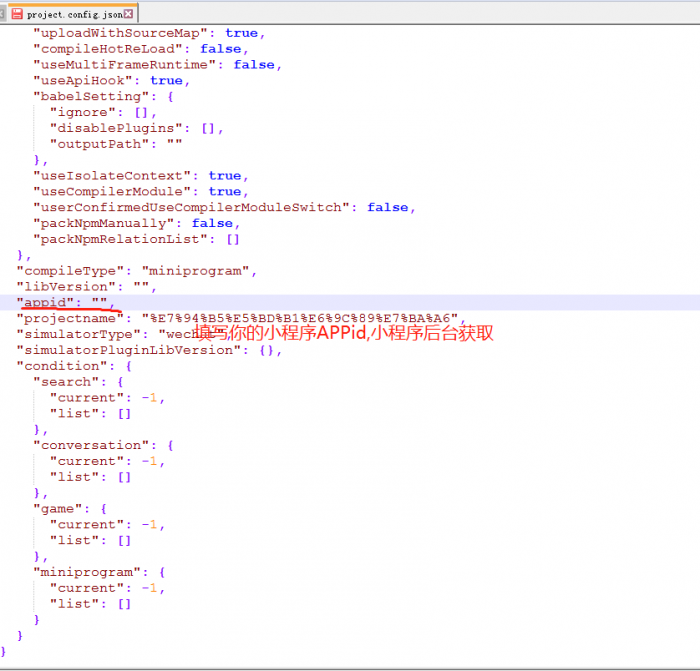 project.config.json
"uploadWithSourceMap": true,
"compileHotReLoad": false,
"useMultiFrameRuntime": false,
"useApiHook": true,
"babelSetting": {
"ignore": [],
"disablePlugins": [],
"outputPath": ""
},
"useIsolateContext": true,
"useCompilerModule": true,
"userConfirmedUseCompilerModuleSwitch": false,
"packNpmManually": false,
"packNpmRelationList": []
},
"compileType": "miniprogram",
"libVersion": "",
"appid": "",
"projectname": "%E7%94%B5%E5%BD%B1%E6%9C%89%E7%BA%A6",
"simulatorType":
填写你的小程序APPid,小程序后台获取
"simulatorPluginLibVersion": {},
"condition": {
"search": {
"current": -1,
"list": []
},
"conversation": {
"current": -1,
"list": []
},
"game": {
"current": -1,
"list": []
},
"miniprogram": {
"current": -1,
"list": []
}
}
}